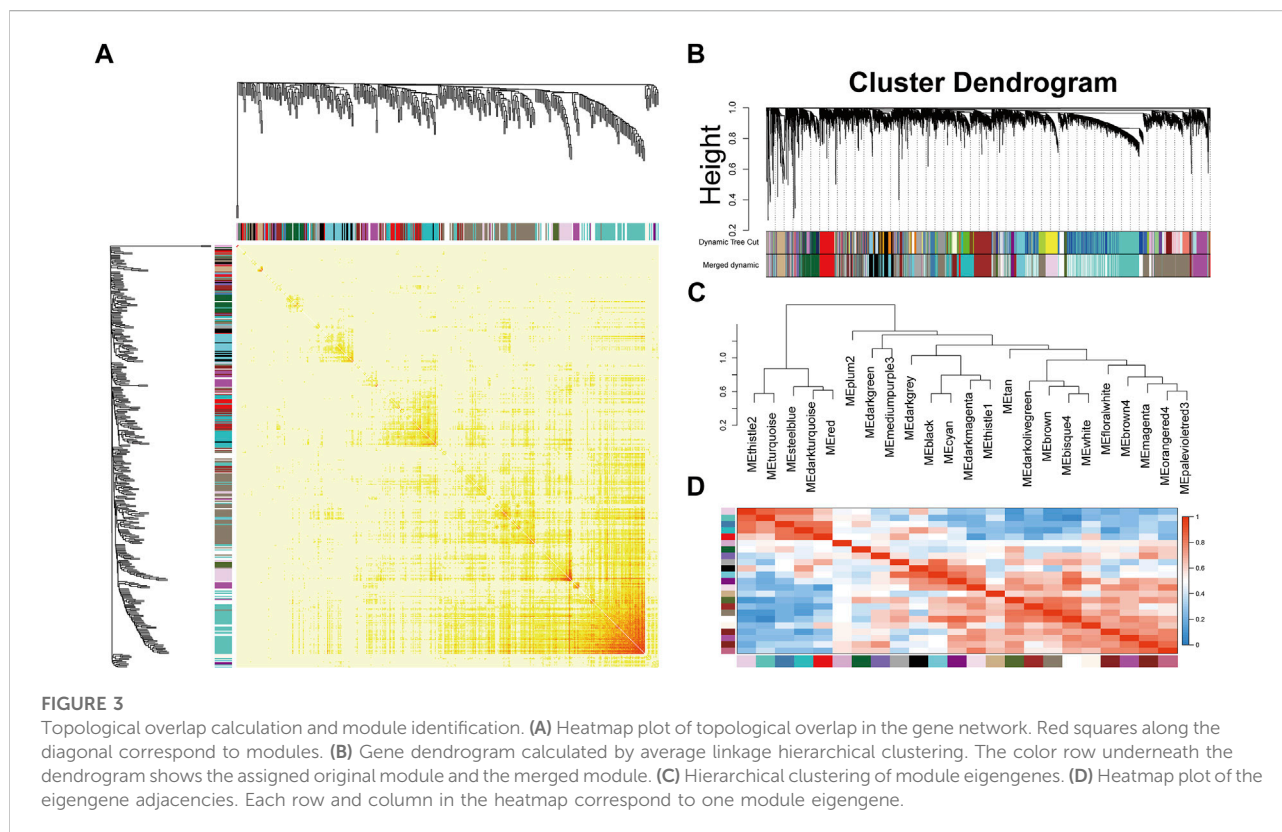 A
B
Cluster Dendrogram
Height
1.0
0.8
0.6
0.4
0.2
Dynamic Tree Cut
Merged dynamic
C
1.0
0.6
0.2
MEthistle2
MEturquoise
MEsteelblue
MEdarkturquoise
MEred
MEplum2
MEdarkgreen
MEmediumpurple3
MEdarkgrey
MEblack
MEcyan
MEdarkmagenta
MEthistle1
MEtan
MEdarkolivegreen
MEbrown
MEbisque4
MEwhite
MEfloralwhite
MEbrown4
MEmagenta
MEorangered4
MEpalevioletred3
D
1
0.8
0.6
0.4
0.2
0
FIGURE 3
Topological overlap calculation and module identification. (A) Heatmap plot of topological overlap in the gene network. Red squares along the
diagonal correspond to modules. (B) Gene dendrogram calculated by average linkage hierarchical clustering. The color row underneath the
dendrogram shows the assigned original module and the merged module. (C) Hierarchical clustering of module eigengenes. (D) Heatmap plot of the
eigengene adjacencies. Each row and column in the heatmap correspond to one module eigengene.